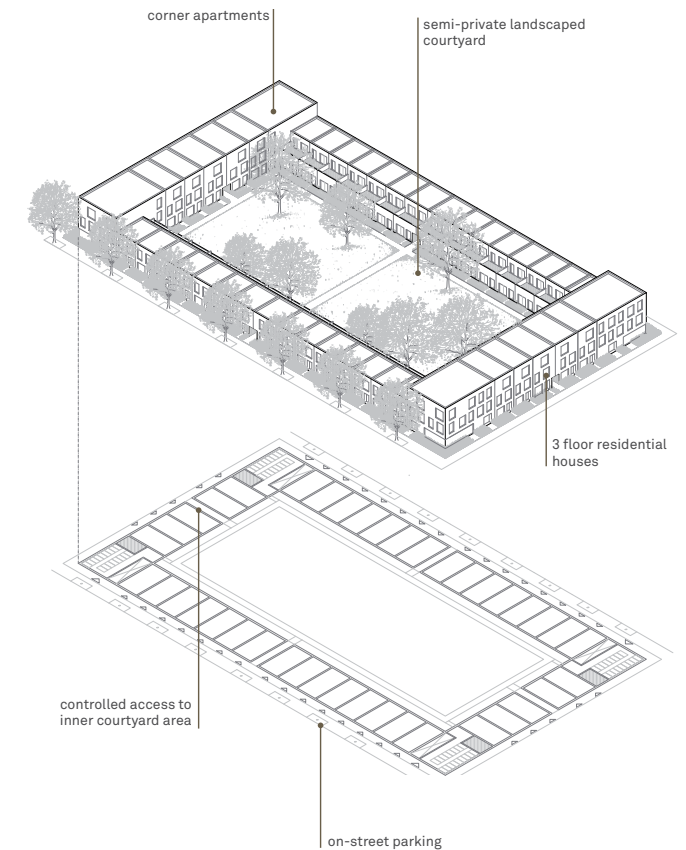 corner apartments
semi-private landscaped
courtyard
3 floor residential
houses
controlled access to
inner courtyard area
on-street parking